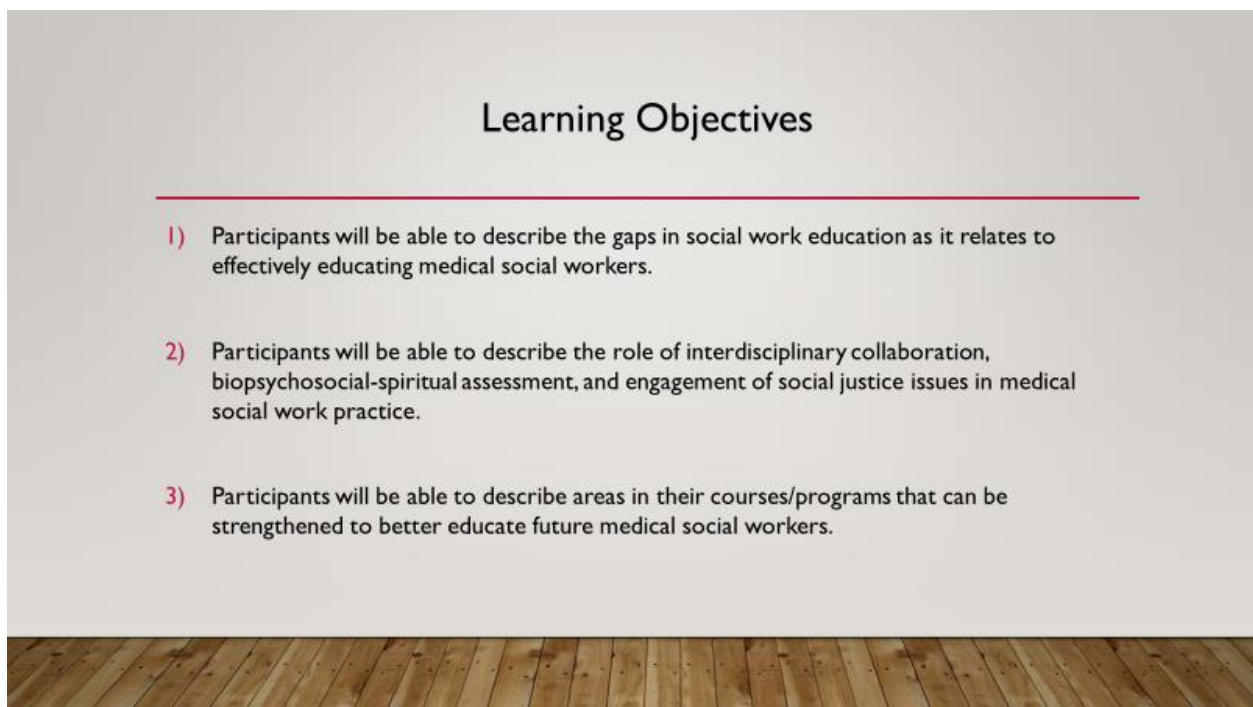 Learning Objectives
1) Participants will be able to describe the gaps in social work education as it relates to
effectively educating medical social workers.
2) Participants will be able to describe the role of interdisciplinary collaboration,
biopsychosocial-spiritual assessment, and engagement of social justice issues in medical
social work practice.
3) Participants will be able to describe areas in their courses/programs that can be
strengthened to better educate future medical social workers.